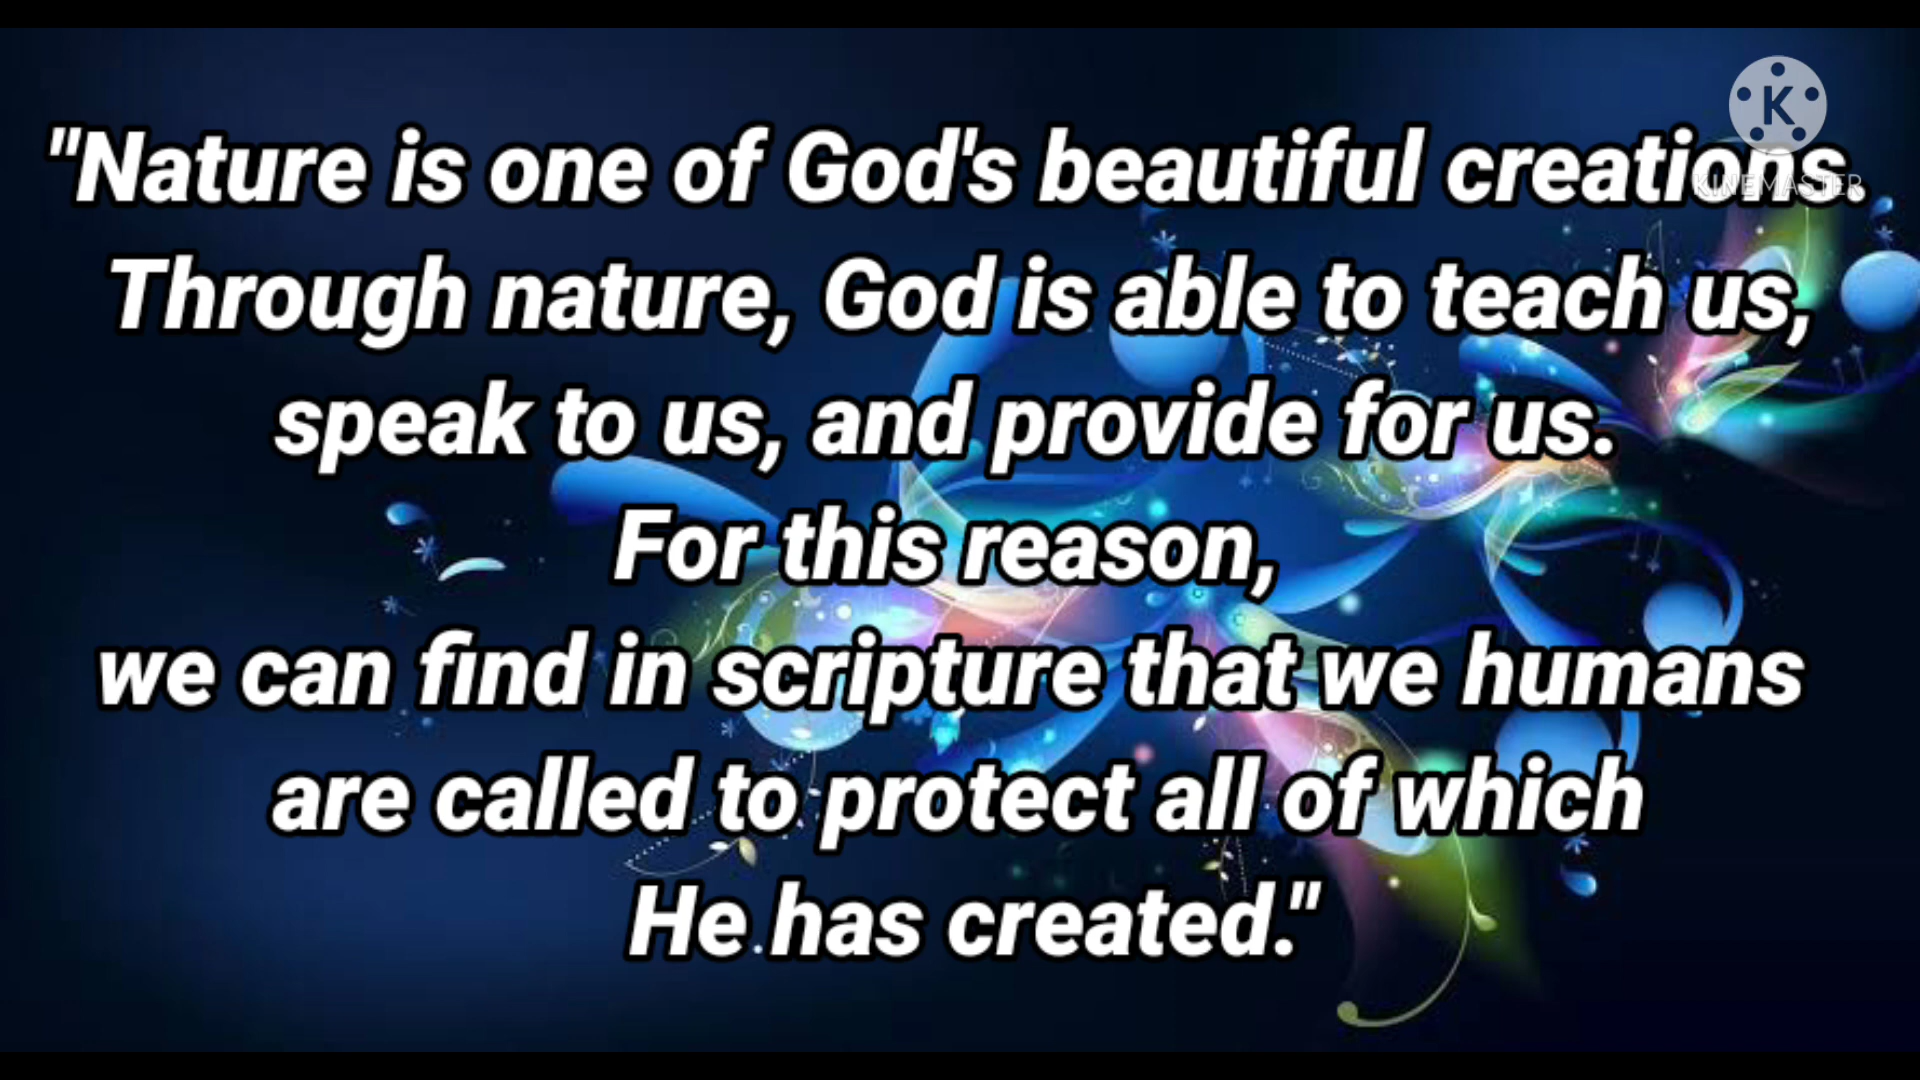 K
KINEMASTER
"Nature is one of God's beautiful creations.
Through nature, God is able to teach us,
speak to us, and provide for us.
For this reason,
we can find in scripture that we humans
are called to protect all of which
He has created."